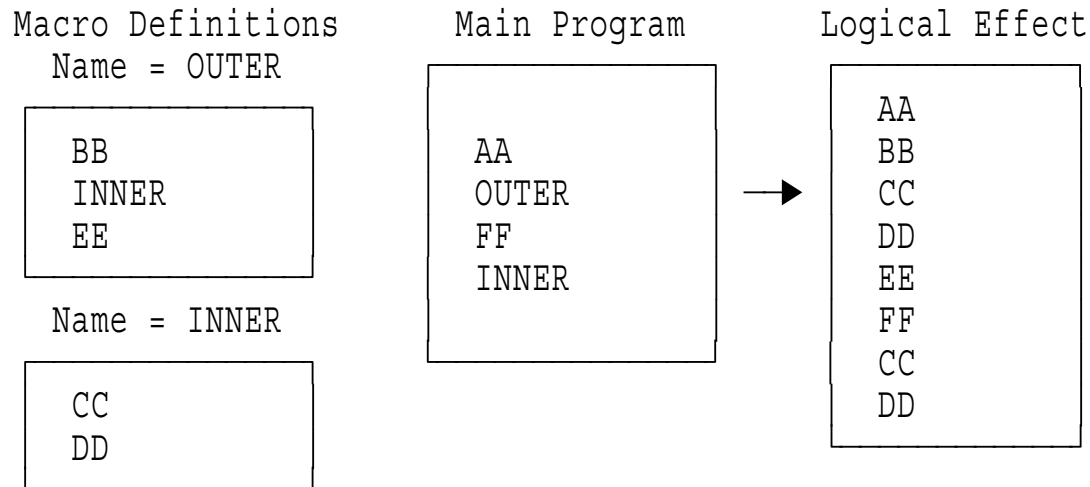 Macro Definitions
Name = OUTER
BB
INNER
EE
Name = INNER
CC
DD
Main Program
AA
OUTER
FF
INNER
Logical Effect
AA
BB
CC
DD
EE
FF
CC
DD